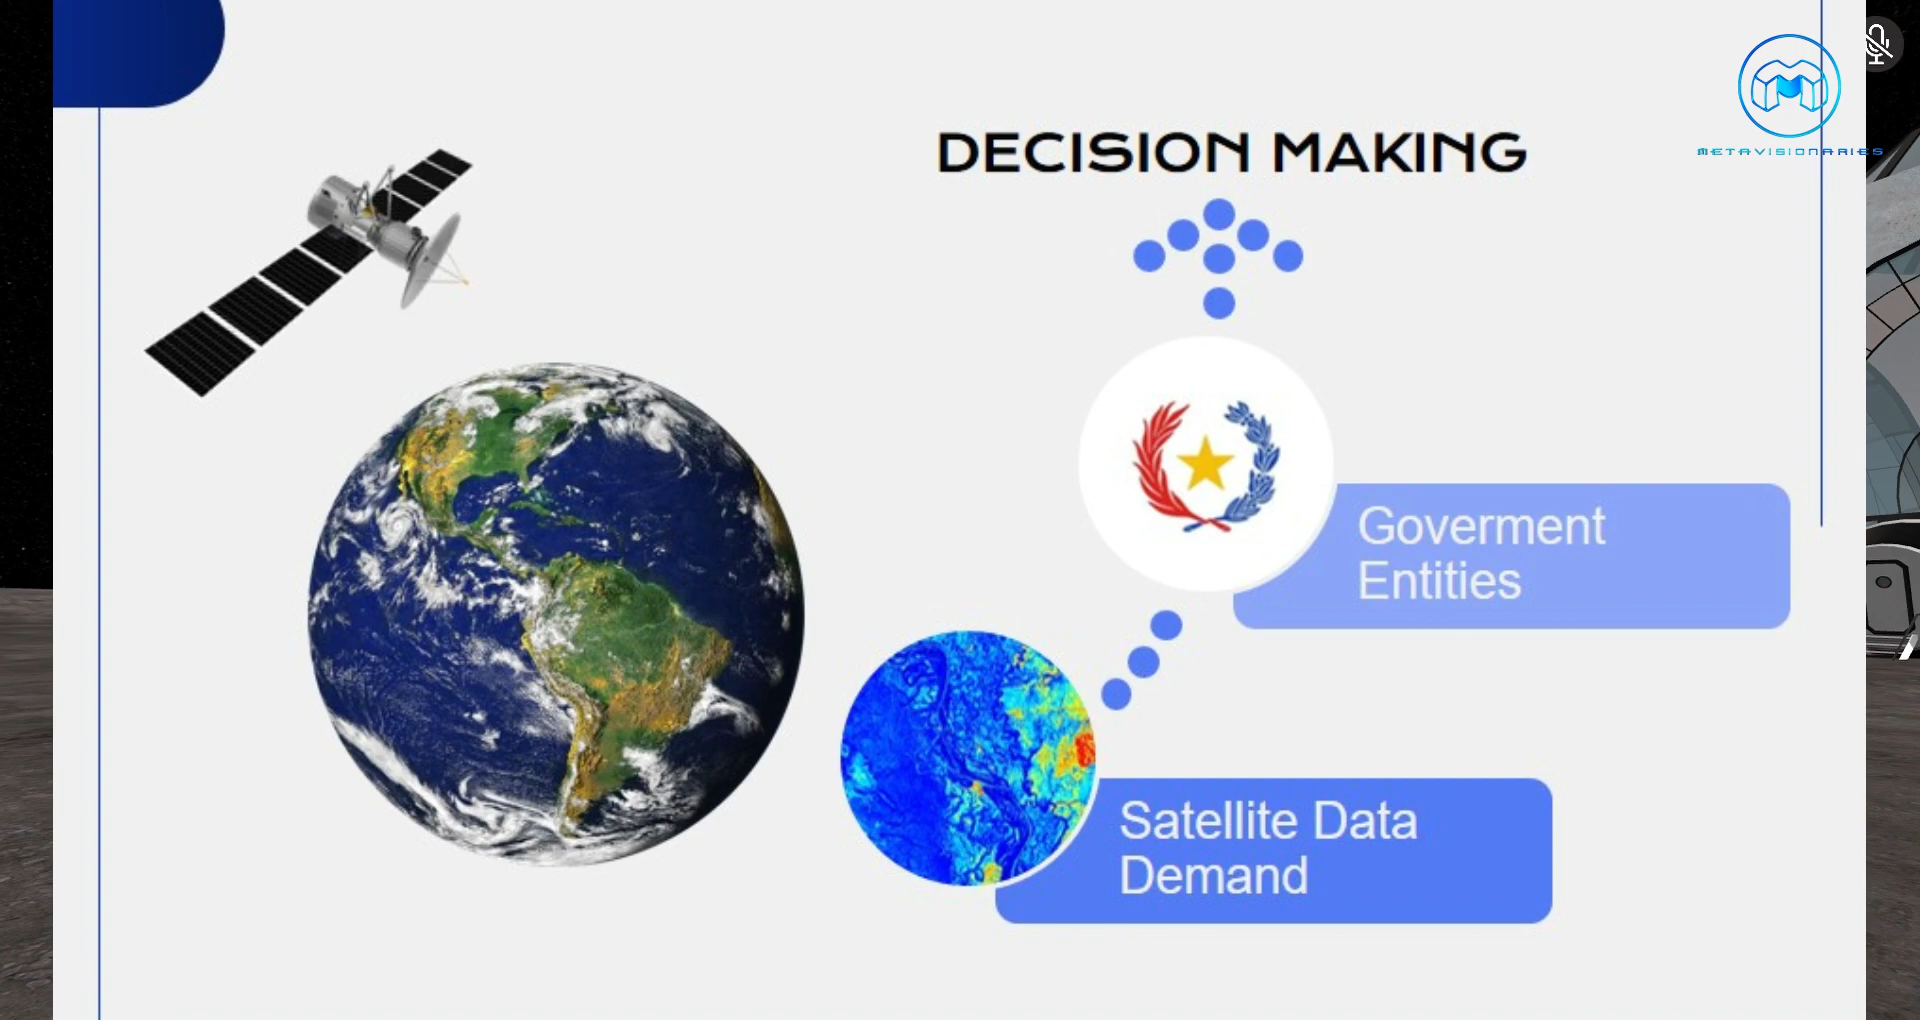 METAVISIONARIES
DECISION MAKING
Goverment
Entities
Satellite Data
Demand